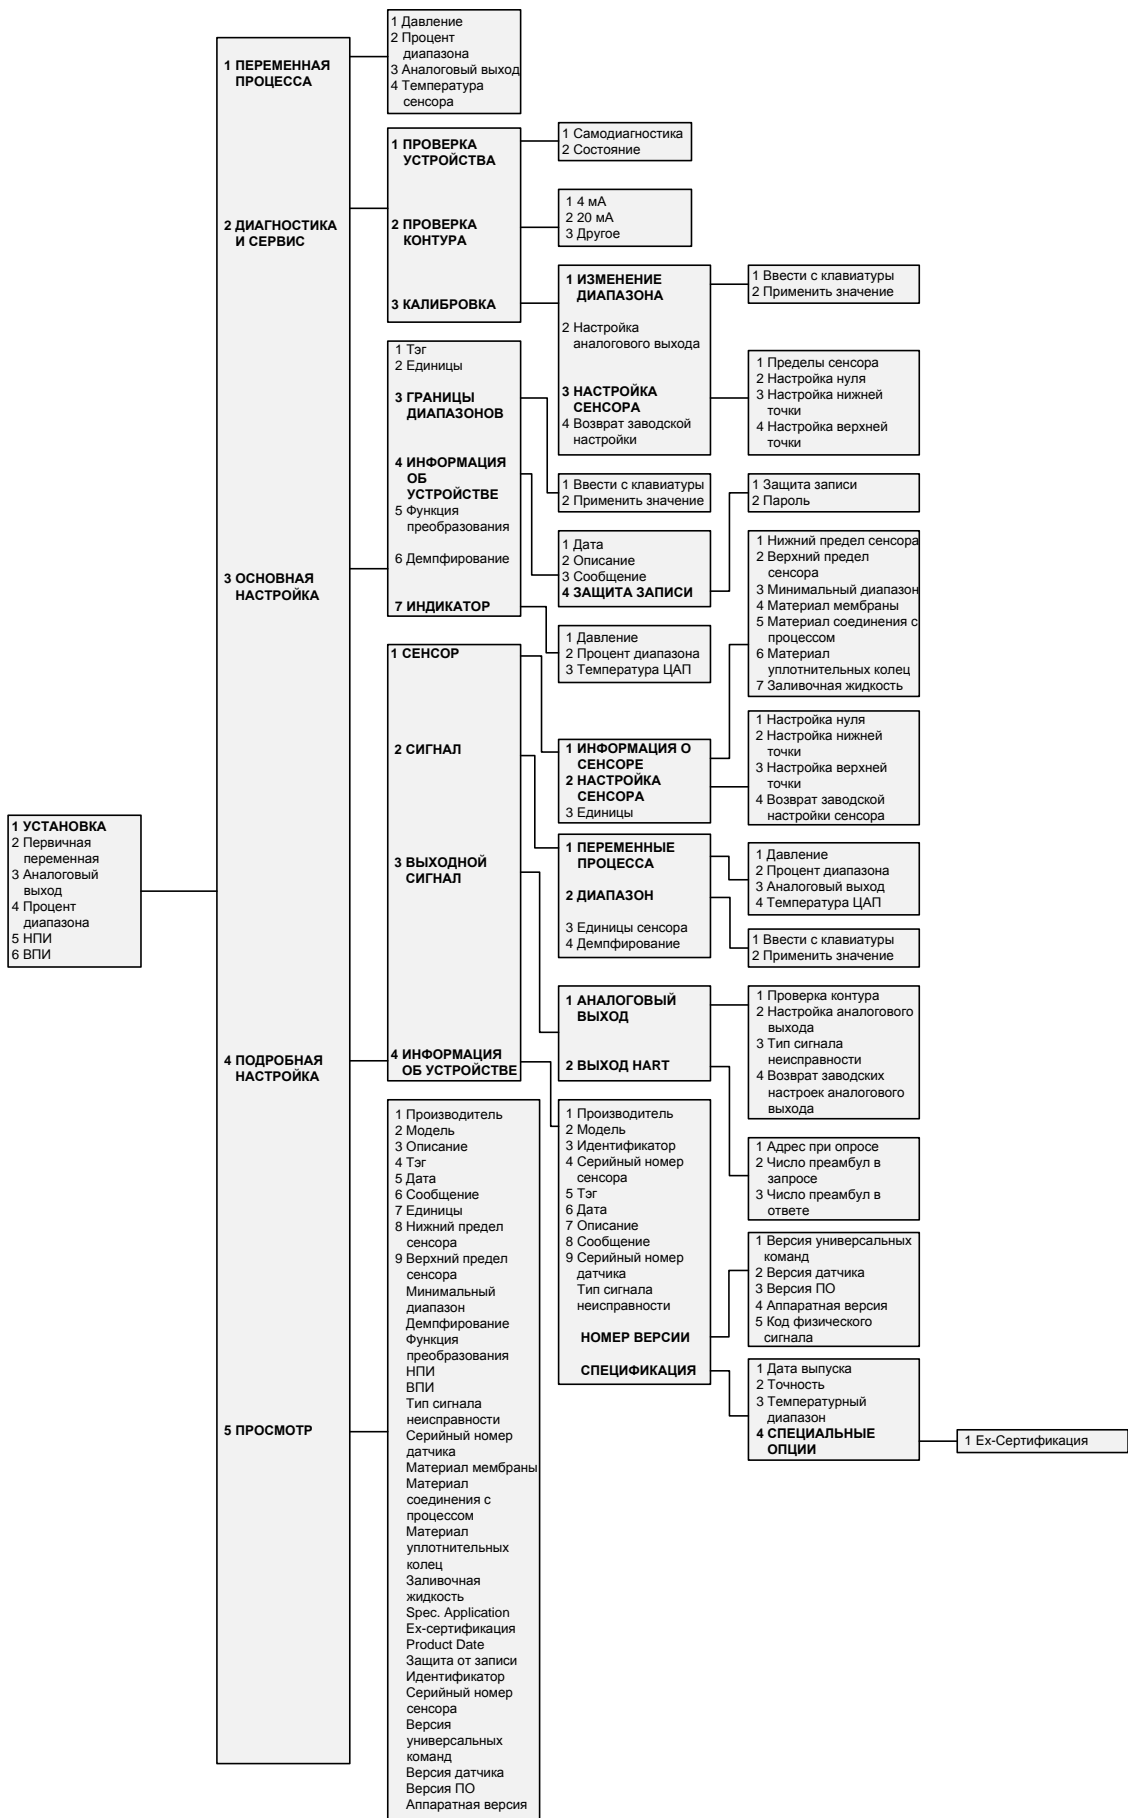 1 УСТАНОВКА
2 Первичная
переменная
3 Аналоговый
выход
4 Процент
диапазона
5 НПИ
6 ВПИ
1 ПЕРЕМЕННАЯ
ПРОЦЕССА
2 ДИАГНОСТИКА
И СЕРВИС
3 ОСНОВНАЯ
НАСТРОЙКА
4 ПОДРОБНАЯ
НАСТРОЙКА
5 ПРОСМОТР
1 Давление
2 Процент
диапазона
3 Аналоговый выход
4 Температура
сенсора
1 ПРОВЕРКА
УСТРОЙСТВА
2 ПРОВЕРКА
КОНТУРА
3 КАЛИБРОВКА
1 Тэг
2 Единицы
3 ГРАНИЦЫ
ДИАПАЗОНОВ
4 ИНФОРМАЦИЯ
ОБ
УСТРОЙСТВЕ
5 Функция
преобразования
6 Демпфирование
7 ИНДИКАТОР
1 СЕНСОР
2 СИГНАЛ
3 ВЫХОДНОЙ
СИГНАЛ
4 ИНФОРМАЦИЯ
ОБ УСТРОЙСТВЕ
1 Производитель
2 Модель
3 Описание
4 Тэг
5 Дата
6 Сообщение
7 Единицы
8 Нижний предел
сенсора
9 Верхний предел
сенсора
Минимальный
диапазон
Демпфирование
Функция
преобразования
НПИ
ВПИ
Тип сигнала
неисправности
Серийный номер
датчика
Материал мембраны
Материал
соединения с
процессом
Материал
уплотнительных
колец
Заливочная
жидкость
Spec. Application
Ex-сертификация
Product Date
Защита от записи
Идентификатор
Серийный номер
сенсора
Версия
универсальных
команд
Версия датчика
Версия ПО
Аппаратная версия
1 Самодиагностика
2 Состояние
1 4 мА
2 20 мА
3 Другое
1 ИЗМЕНЕНИЕ
ДИАПАЗОНА
2 Настройка
аналогового выхода
3 НАСТРОЙКА
СЕНСОРА
4 Возврат заводской
настройки
1 Ввести с клавиатуры
2 Применить значение
1 Дата
2 Описание
3 Сообщение
4 ЗАЩИТА ЗАПИСИ
1 Давление
2 Процент диапазона
3 Температура ЦАП
1 ИНФОРМАЦИЯ О
СЕНСОРЕ
2 НАСТРОЙКА
СЕНСОРА
3 Единицы
1 ПЕРЕМЕННЫЕ
ПРОЦЕССА
2 ДИАПАЗОН
3 Единицы сенсора
4 Демпфирование
1 АНАЛОГОВЫЙ
ВЫХОД
2 ВЫХОД HART
1 Производитель
2 Модель
3 Идентификатор
4 Серийный номер
сенсора
5 Тэг
6 Дата
7 Описание
8 Сообщение
9 Серийный номер
датчика
Тип сигнала
неисправности
НОМЕР ВЕРСИИ
СПЕЦИФИКАЦИЯ
1 Ввести с клавиатуры
2 Применить значение
1 Пределы сенсора
2 Настройка нуля
3 Настройка нижней
точки
4 Настройка верхней
точки
1 Защита записи
2 Пароль
1 Нижний предел сенсора
2 Верхний предел
сенсора
3 Минимальный диапазон
4 Материал мембраны
5 Материал соединения с
процессом
6 Материал
уплотнительных колец
7 Заливочная жидкость
1 Настройка нуля
2 Настройка нижней
точки
3 Настройка верхней
точки
4 Возврат заводской
настройки сенсора
1 Давление
2 Процент диапазона
3 Аналоговый выход
4 Температура ЦАП
1 Ввести с клавиатуры
2 Применить значение
1 Проверка контура
2 Настройка аналогового
выхода
3 Тип сигнала
неисправности
4 Возврат заводских
настроек аналогового
выхода
1 Адрес при опросе
2 Число преамбул в
запросе
3 Число преамбул в
ответе
1 Версия универсальных
команд
2 Версия датчика
3 Версия ПО
4 Аппаратная версия
5 Код физического
сигнала
1 Дата выпуска
2 Точность
3 Температурный
диапазон
4 СПЕЦИАЛЬНЫЕ
ОПЦИИ
1 Ex-Сертификация